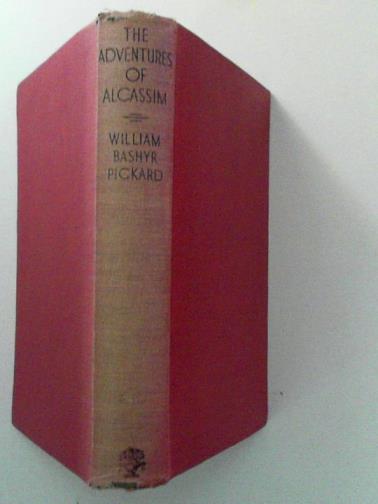 THE
ADVENTURES
OF
ALCASSIM
WILLIAM
BASHYR
PICKARD